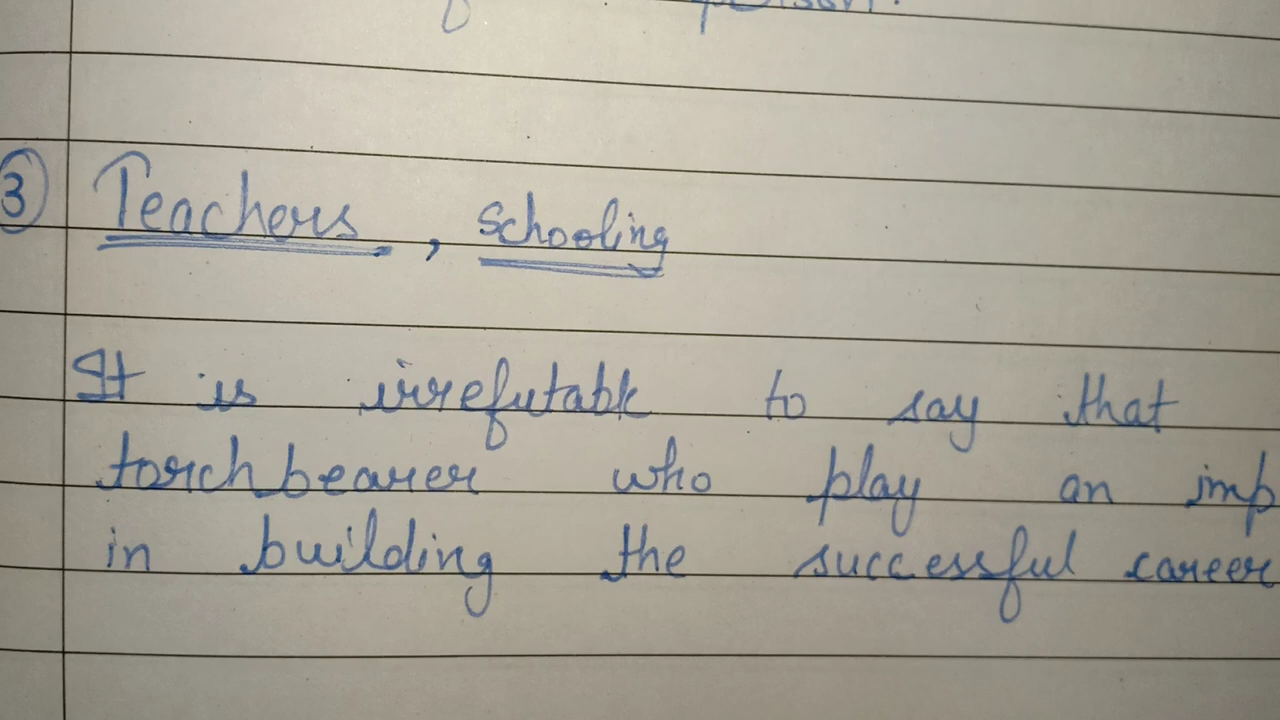 person.
③ Teachers, schooling
It is irrefutable to say that
torchbearer who play an imp
in building the successful career